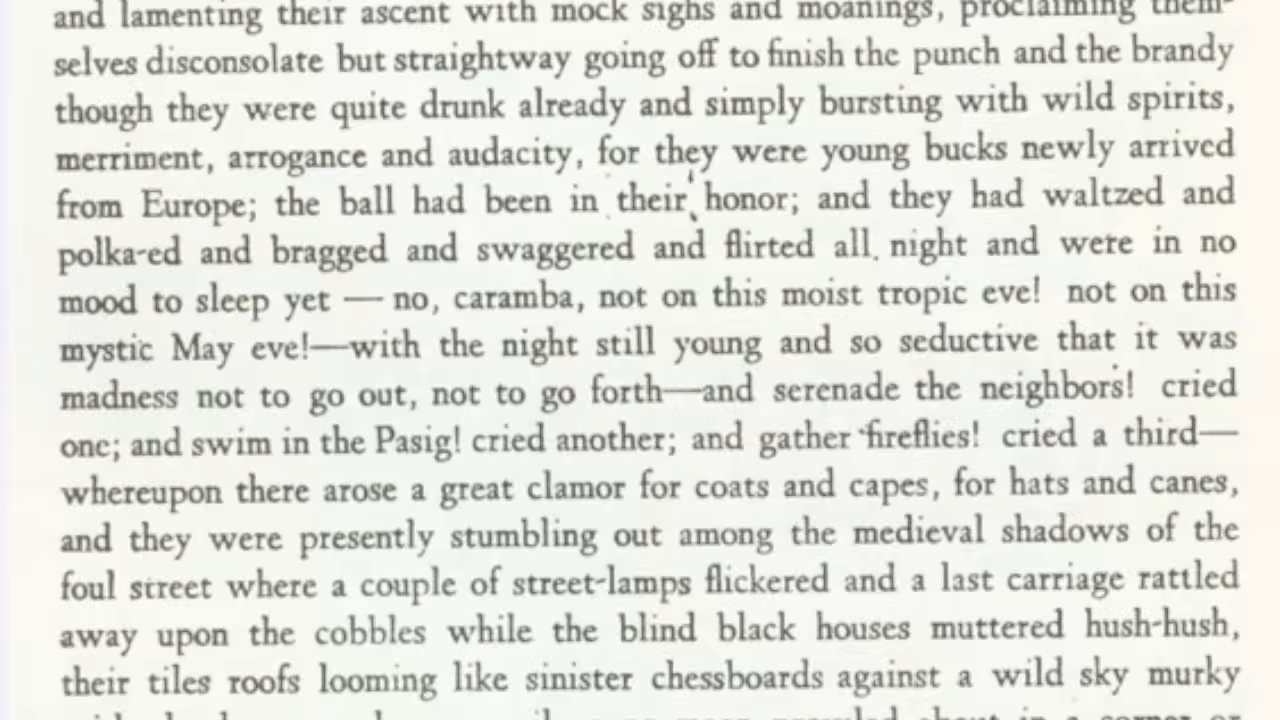 and lamenting their ascent with mock sighs and moanings, proclaiming them-
selves disconsolate but straightway going off to finish the punch and the brandy
though they were quite drunk already and simply bursting with wild spirits,
merriment, arrogance and audacity, for they were young bucks newly arrived
from Europe; the ball had been in their honor; and they had waltzed and
polka-ed and bragged and swaggered and flirted all night and were in no
mood to sleep yet — no, caramba, not on this moist tropic eve! not on this
mystic May eve!—with the night still young and so seductive that it was
madness not to go out, not to go forth—and serenade the neighbors! cried
one; and swim in the Pasig! cried another; and gather fireflies! cried a third—
whereupon there arose a great clamor for coats and capes, for hats and canes,
and they were presently stumbling out among the medieval shadows of the
foul street where a couple of street-lamps flickered and a last carriage rattled
away upon the cobbles while the blind black houses muttered hush-hush,
their tiles roofs looming like sinister chessboards against a wild sky murky